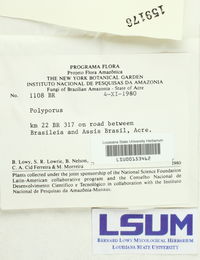 159176
PROGRAMA FLORA
Projeto Flora Amazônica
THE NEW YORK BOTANICAL GARDEN
INSTITUTO NACIONAL DE PESQUISAS DA AMAZONIA
Fungi of Brazilian Amazonia - State of Acre
No. 1108 BR 4-XI-1980
Polyporus
km 22 BR 317 on road between
Brasileia and Assis Brasil, Acre.
Louisiana State University Herbarium
LSU00153462
B. Lowy, S. R. Lowrie, B. Nelson,
C. A. Cid Ferreira & M. Moreira 1980
Plants collected under the joint sponsorship of the National Science Foundation
Latin-American collaborative program and the Conselho Nacional de
Desenvolvimento Científico e Tecnológico in collaboration with the Instituto
Nacional de Pesquisas da Amazônia-Manaus.
LSUM
BERNARD LOWY MYCOLOGICAL HERBARIUM
LOUISIANA STATE UNIVERSITY